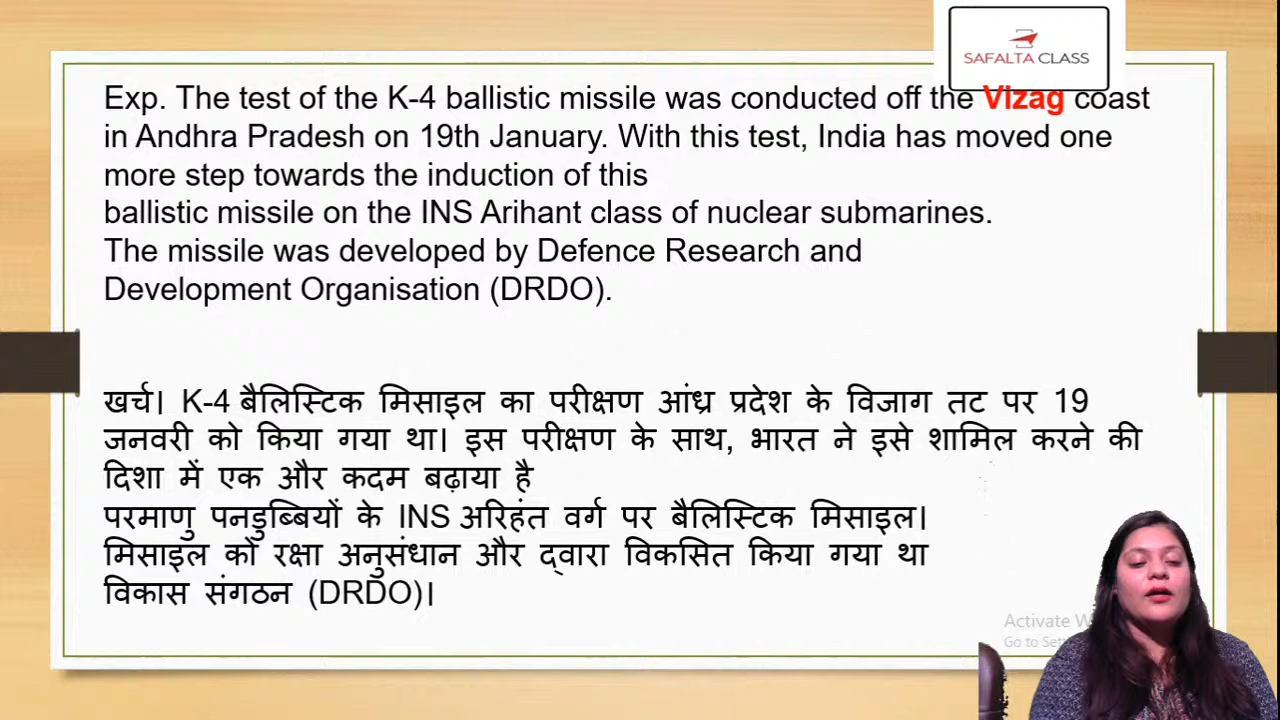 SAFALTA CLASS
Exp. The test of the K-4 ballistic missile was conducted off the Vizag coast
in Andhra Pradesh on 19th January. With this test, India has moved one
more step towards the induction of this
ballistic missile on the INS Arihant class of nuclear submarines.
The missile was developed by Defence Research and
Development Organisation (DRDO).
खर्च। K-4 बैलिस्टिक मिसाइल का परीक्षण आंध्र प्रदेश के विजाग तट पर 19
जनवरी को किया गया था। इस परीक्षण के साथ, भारत ने इसे शामिल करने की
दिशा में एक और कदम बढ़ाया है
परमाणु पनडुब्बियों के INS अरिहंत वर्ग पर बैलिस्टिक मिसाइल।
मिसाइल को रक्षा अनुसंधान और द्वारा विकसित किया गया था
विकास संगठन (DRDO)।
Activate
Go to